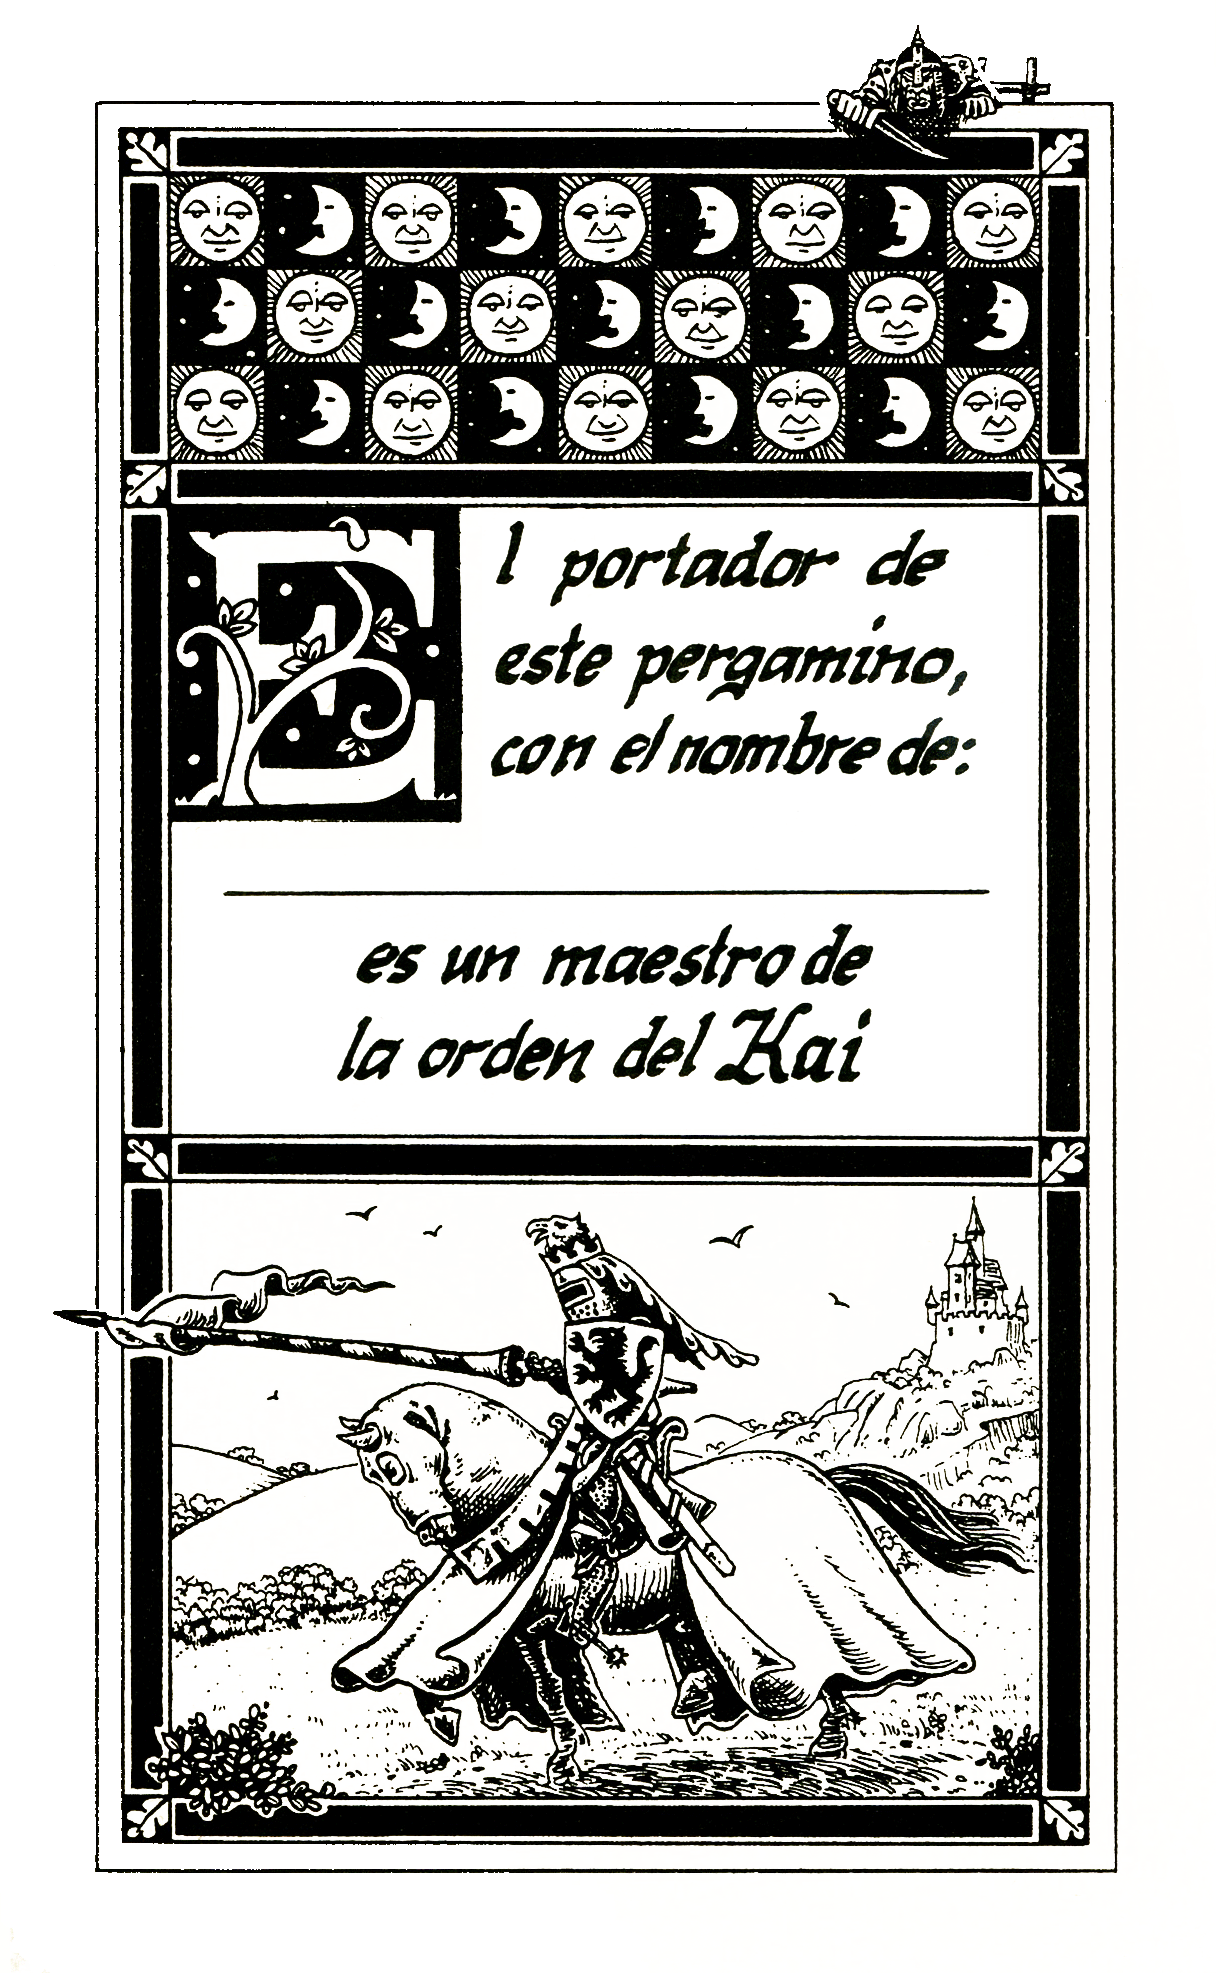 El portador de
este pergamino,
con el nombre de:
es un maestro de
la orden del Kai